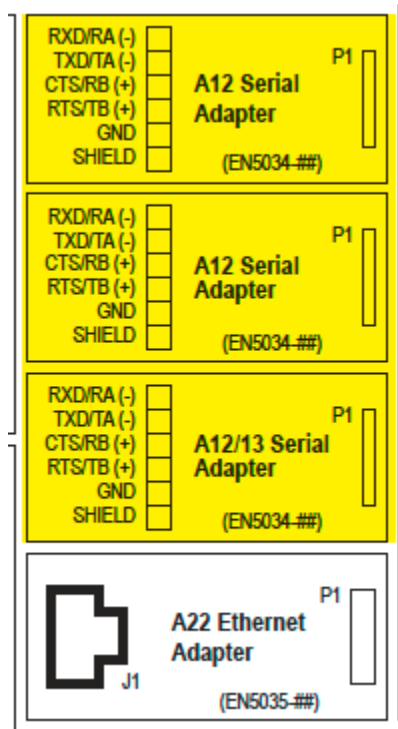 RXD/RA (-)
TXD/TA (-)
CTS/RB (+)
RTS/TB (+)
GND
SHIELD
P1
A12 Serial
Adapter
(EN5034-##)
RXD/RA (-)
TXD/TA (-)
CTS/RB (+)
RTS/TB (+)
GND
SHIELD
P1
A12 Serial
Adapter
(EN5034-##)
RXD/RA (-)
TXD/TA (-)
CTS/RB (+)
RTS/TB (+)
GND
SHIELD
P1
A12/13 Serial
Adapter
(EN5034-##)
P1
A22 Ethernet
Adapter
J1
(EN5035-##)